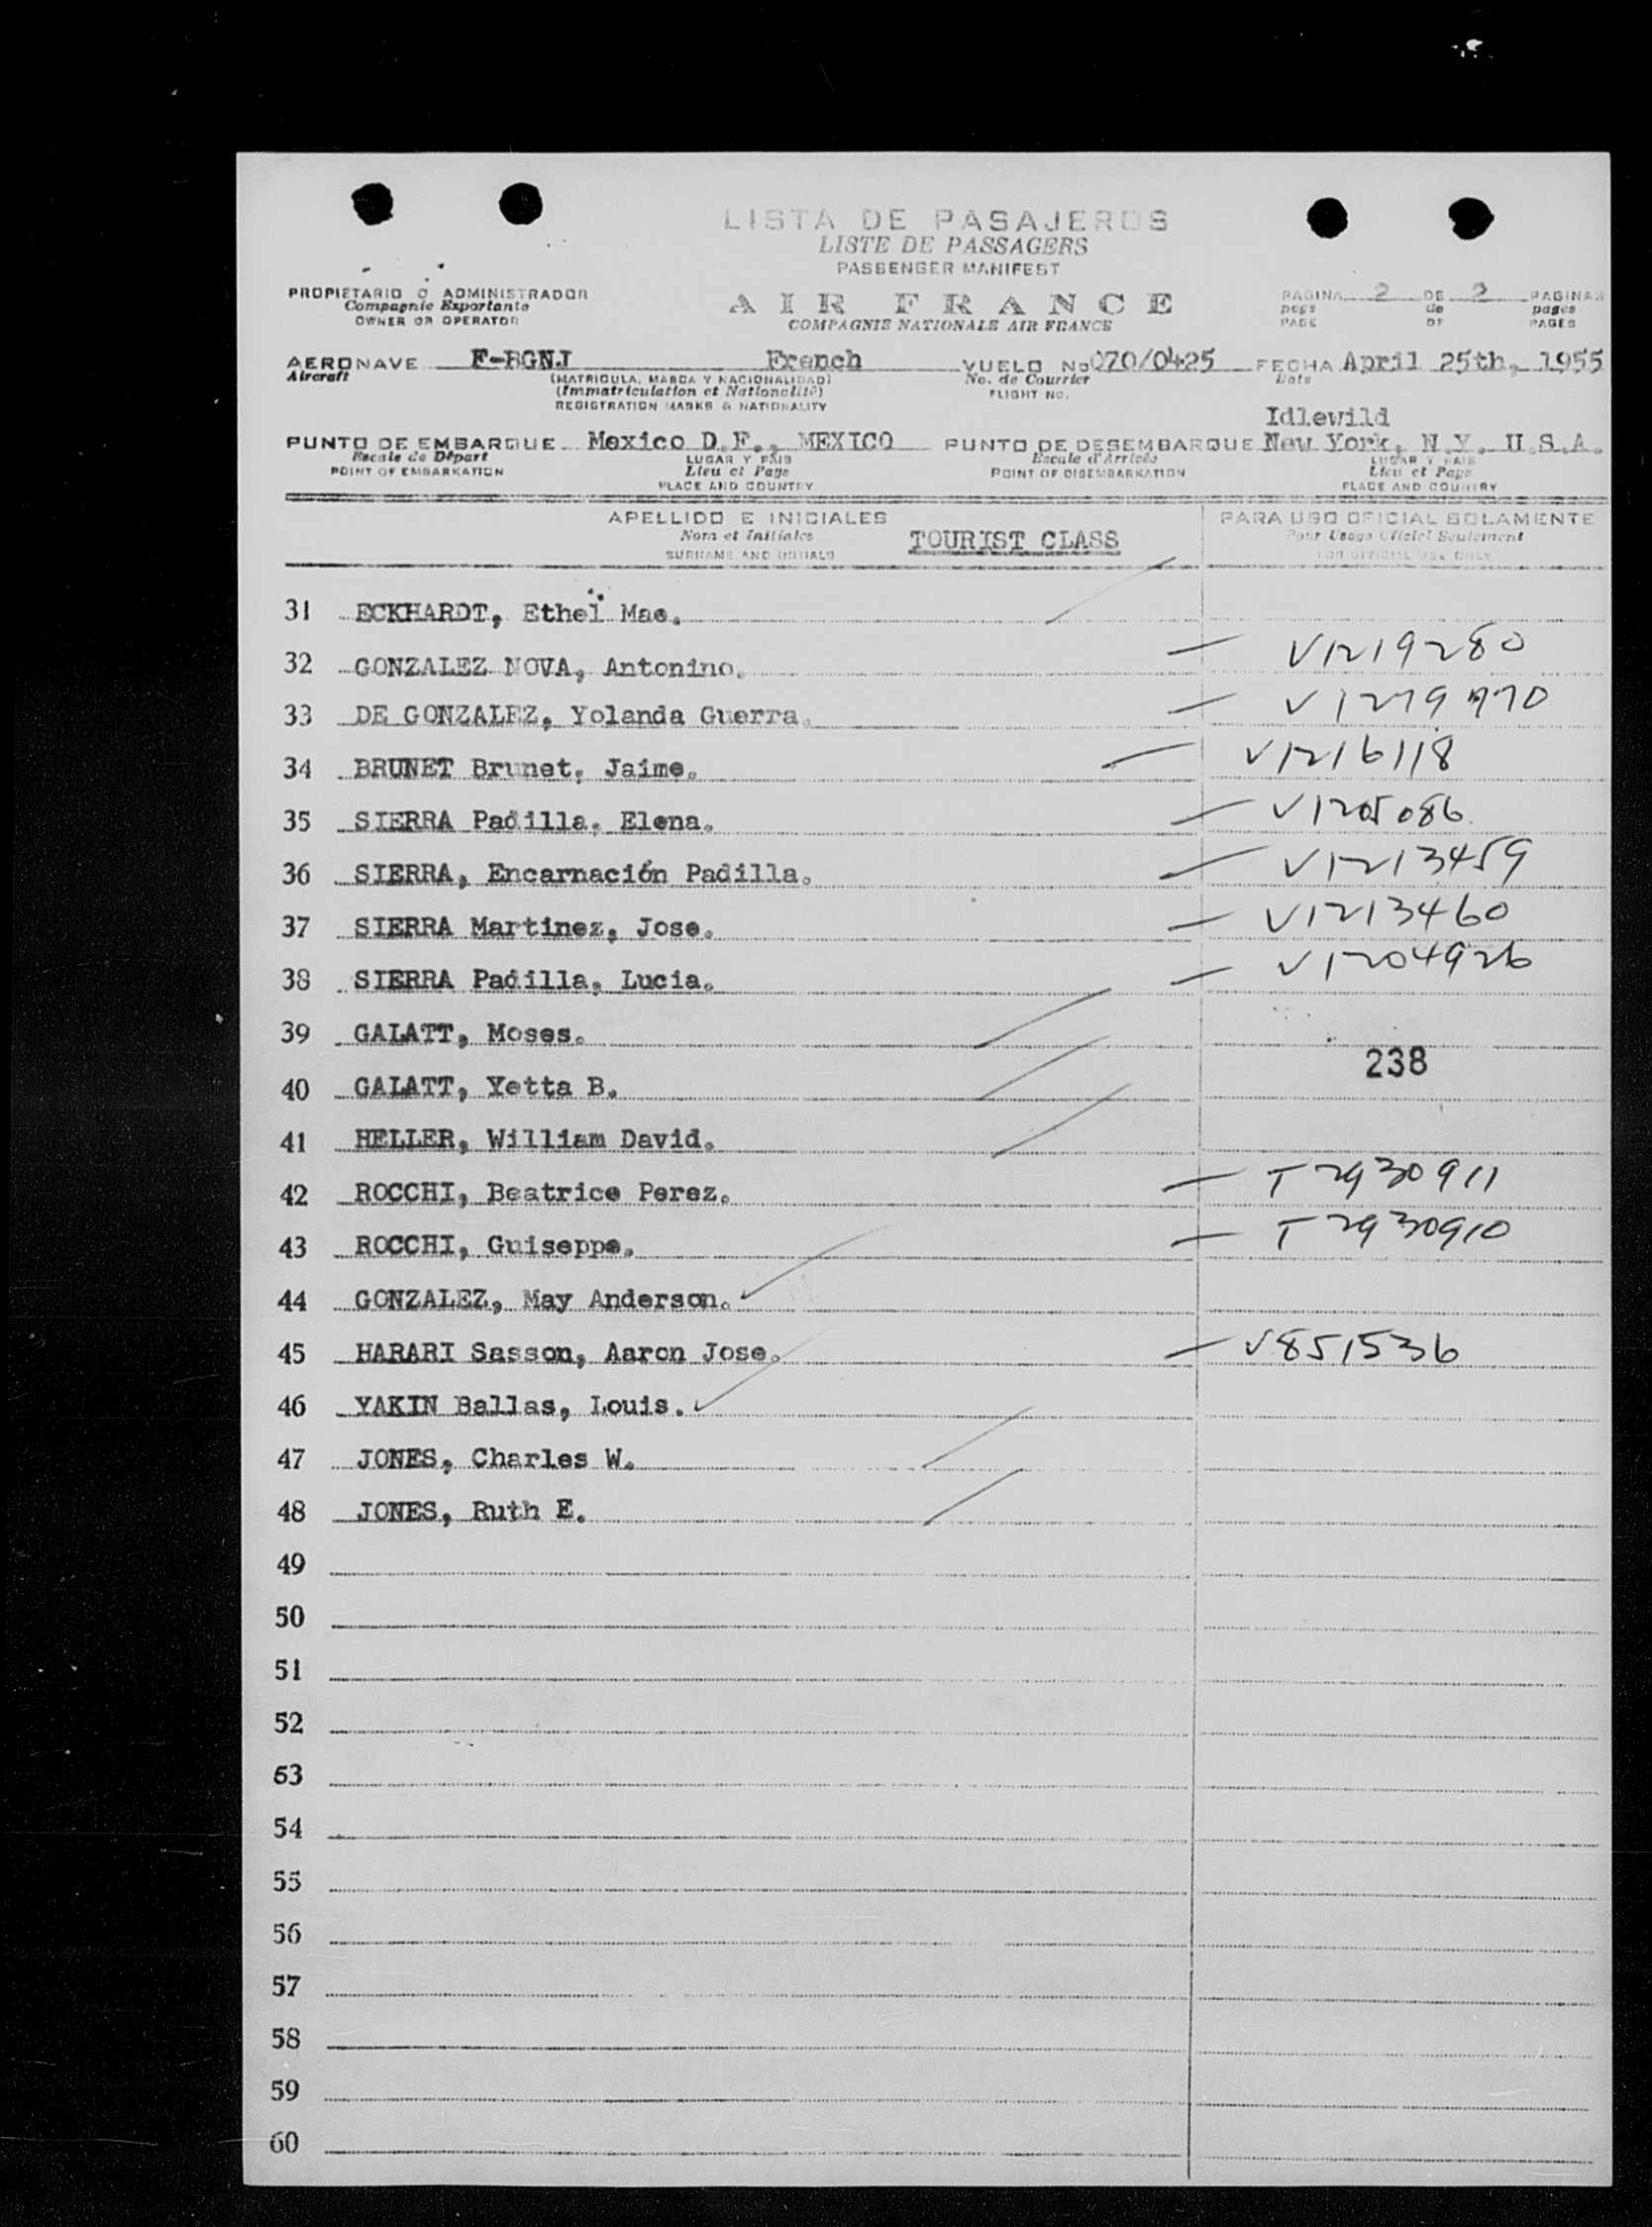 LISTA DE PASAJEROS
LISTE DE PASSAGERS
PASSENGER MANIFEST
PROPIETARIO O ADMINISTRADOR
Compagnie Exportante
OWNER OR OPERATOR
AIR FRANCE
COMPAGNIE NATIONALE AIR FRANCE
PAGINA 2 DE 2 PAGINAS
page de pages
PAGE OF PAGES
AERONAVE F-BGNJ French VUELO No 070/0425 FECHA April 25th, 1955
Aircraft (MATRICULA, MARCA Y NACIONALIDAD) No. de Courrier Date
(Immatriculation et Nationalité) FLIGHT NO.
REGISTRATION MARKS & NATIONALITY
Idlewild
PUNTO DE EMBARQUE Mexico D.F., MEXICO PUNTO DE DESEMBARQUE New York, N.Y. U.S.A.
Escale de Départ LUGAR Y PAIS Escale d'Arrivée LUGAR Y PAIS
POINT OF EMBARKATION Lieu et Pays POINT OF DISEMBARKATION Lieu et Pays
PLACE AND COUNTRY PLACE AND COUNTRY
APELLIDO E INICIALES PARA USO OFICIAL SOLAMENTE
Nom et Initiales TOURIST CLASS Pour Usage Officiel Seulement
SURNAME AND INITIALS FOR OFFICIAL USE ONLY
31 ECKHARDT, Ethel Mae.
32 GONZALEZ NOVA, Antonino. V1219280
33 DE GONZALEZ, Yolanda Guerra.
34 BRUNET Brunet, Jaime. V1216118
35 SIERRA Padilla, Elena. V1205086
36 SIERRA, Encarnación Padilla. V1213459
37 SIERRA Martinez, Jose. V1213460
38 SIERRA Padilla, Lucia. V1204926
39 GALATT, Moses.
238
40 GALATT, Yetta B.
41 HELLER, William David.
42 ROCCHI, Beatrice Perez. T2930911
43 ROCCHI, Guiseppe. T2930910
44 GONZALEZ, May Anderson.
45 HARARI Sasson, Aaron Jose. V851536
46 YAKIN Ballas, Louis.
47 JONES, Charles W.
48 JONES, Ruth E.
49
50
51
52
53
54
55
56
57
58
59
60